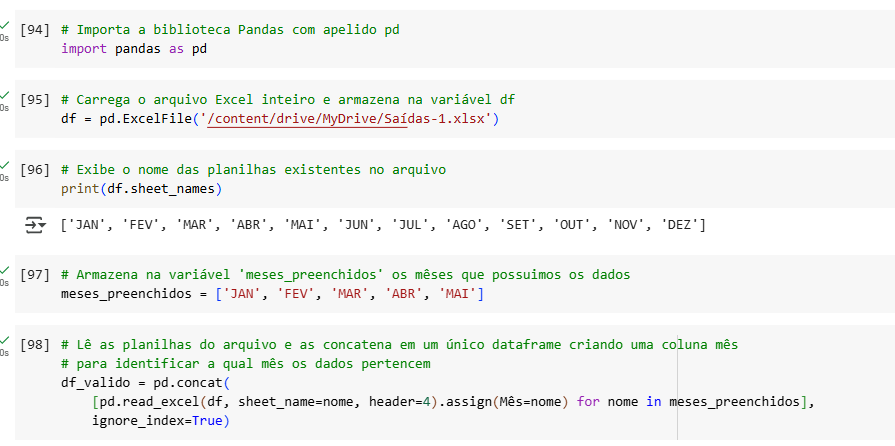 [94] # Importa a biblioteca Pandas com apelido pd
0s import pandas as pd
[95] # Carrega o arquivo Excel inteiro e armazena na variável df
0s df = pd.ExcelFile('/content/drive/MyDrive/Saídas-1.xlsx')
[96] # Exibe o nome das planilhas existentes no arquivo
0s print(df.sheet_names)
['JAN', 'FEV', 'MAR', 'ABR', 'MAI', 'JUN', 'JUL', 'AGO', 'SET', 'OUT', 'NOV', 'DEZ']
[97] # Armazena na variável 'meses_preenchidos' os mêses que possuimos os dados
0s meses_preenchidos = ['JAN', 'FEV', 'MAR', 'ABR', 'MAI']
[98] # Lê as planilhas do arquivo e as concatena em um único dataframe criando uma coluna mês
0s # para identificar a qual mês os dados pertencem
df_valido = pd.concat(
[pd.read_excel(df, sheet_name=nome, header=4).assign(Mês=nome) for nome in meses_preenchidos],
ignore_index=True)